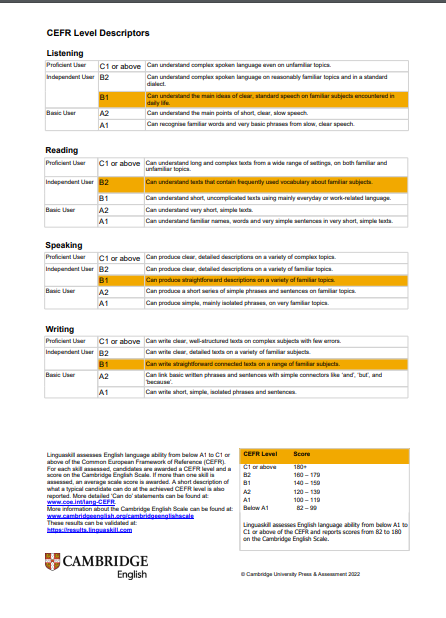 CEFR Level Descriptors
Listening
Proficient User C1 or above Can understand complex spoken language even on unfamiliar topics.
Independent User B2 Can understand complex spoken language on reasonably familiar topics and in a standard
dialect.
B1 Can understand the main ideas of clear, standard speech on familiar subjects encountered in
daily life.
Basic User A2 Can understand the main points of short, clear, slow speech.
A1 Can recognise familiar words and very basic phrases from slow, clear speech.
Reading
Proficient User C1 or above Can understand long and complex texts from a wide range of settings, on both familiar and
unfamiliar topics.
Independent User B2 Can understand texts that contain frequently used vocabulary about familiar subjects.
B1 Can understand short, uncomplicated texts using mainly everyday or work-related language.
Basic User A2 Can understand very short, simple texts.
A1 Can understand familiar names, words and very simple sentences in very short, simple texts.
Speaking
Proficient User C1 or above Can produce clear, detailed descriptions on a variety of complex topics.
Independent User B2 Can produce clear, detailed descriptions on a variety of familiar topics.
B1 Can produce straightforward descriptions on a variety of familiar topics.
Basic User A2 Can produce a short series of simple phrases and sentences on familiar topics.
A1 Can produce simple, mainly isolated phrases, on very familiar topics.
Writing
Proficient User C1 or above Can write clear, well-structured texts on complex subjects with few errors.
Independent User B2 Can write clear, detailed texts on a variety of familiar subjects.
B1 Can write straightforward connected texts on a range of familiar subjects.
Basic User A2 Can link basic written phrases and sentences with simple connectors like 'and', 'but', and
'because'.
A1 Can write short, simple, isolated phrases and sentences.
Linguaskill assesses English language ability from below A1 to C1 or
above of the Common European Framework of Reference (CEFR).
For each skill assessed, candidates are awarded a CEFR level and a
score on the Cambridge English Scale. If more than one skill is
assessed, an average scale score is awarded. A short description of
what a typical candidate can do at the achieved CEFR level is also
reported. More detailed 'Can do' statements can be found at:
www.coe.int/lang-CEFR.
More information about the Cambridge English Scale can be found at:
www.cambridgeenglish.org/cambridgeenglishscale
These results can be validated at:
https://results.linguaskill.com
CEFR Level Score
C1 or above 180+
B2 160 – 179
B1 140 – 159
A2 120 – 139
A1 100 – 119
Below A1 82 – 99
Linguaskill assesses English language ability from below A1 to
C1 or above of the CEFR and reports scores from 82 to 180
on the Cambridge English Scale.
CAMBRIDGE
English
© Cambridge University Press & Assessment 2022